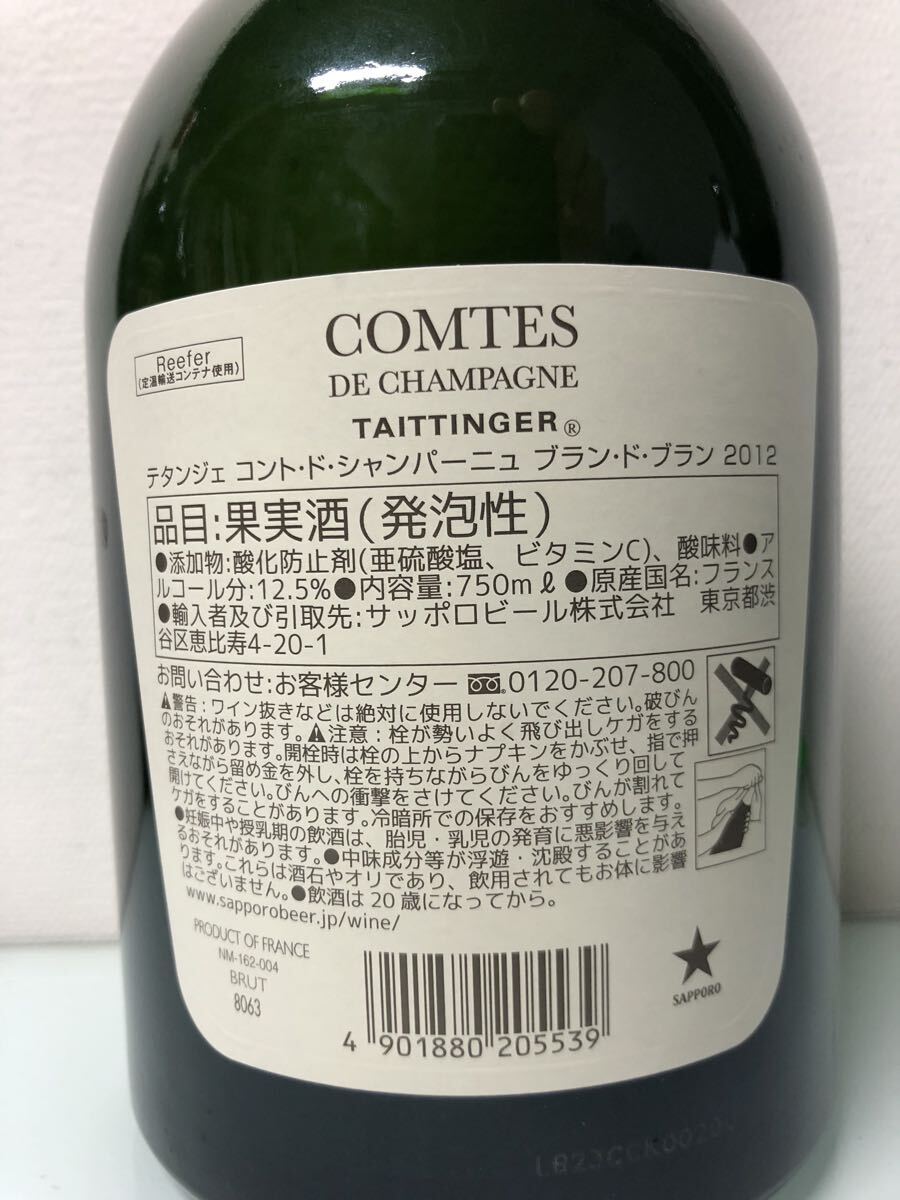 Reefer
(定温輸送コンテナ使用)
COMTES
DE CHAMPAGNE
TAITTINGER®
テタンジェ コント・ド・シャンパーニュ ブラン・ド・ブラン 2012
品目:果実酒(発泡性)
●添加物:酸化防止剤(亜硫酸塩、ビタミンC)、酸味料●ア
ルコール分:12.5%●内容量:750mℓ●原産国名:フランス
●輸入者及び引取先:サッポロビール株式会社 東京都渋
谷区恵比寿4-20-1
お問い合わせ:お客様センター 0120-207-800
⚠警告:ワイン抜きなどは絶対に使用しないでください。破びん
のおそれがあります。⚠注意:栓が勢いよく飛び出しケガをする
おそれがあります。開栓時は栓の上からナプキンをかぶせ、指で押
さえながら留め金を外し、栓を持ちながらびんをゆっくり回して
開けてください。びんへの衝撃をさけてください。びんが割れて
ケガをすることがあります。冷暗所での保存をおすすめします。
●妊娠中や授乳期の飲酒は、胎児・乳児の発育に悪影響を与え
るおそれがあります。●中味成分等が浮遊・沈殿することがあ
ります。これらは酒石やオリであり、飲用されてもお体に影響
はございません。●飲酒は20歳になってから。
www.sapporobeer.jp/wine/
PRODUCT OF FRANCE
NM-162-004
BRUT
8063
4 901880 205539
SAPPORO